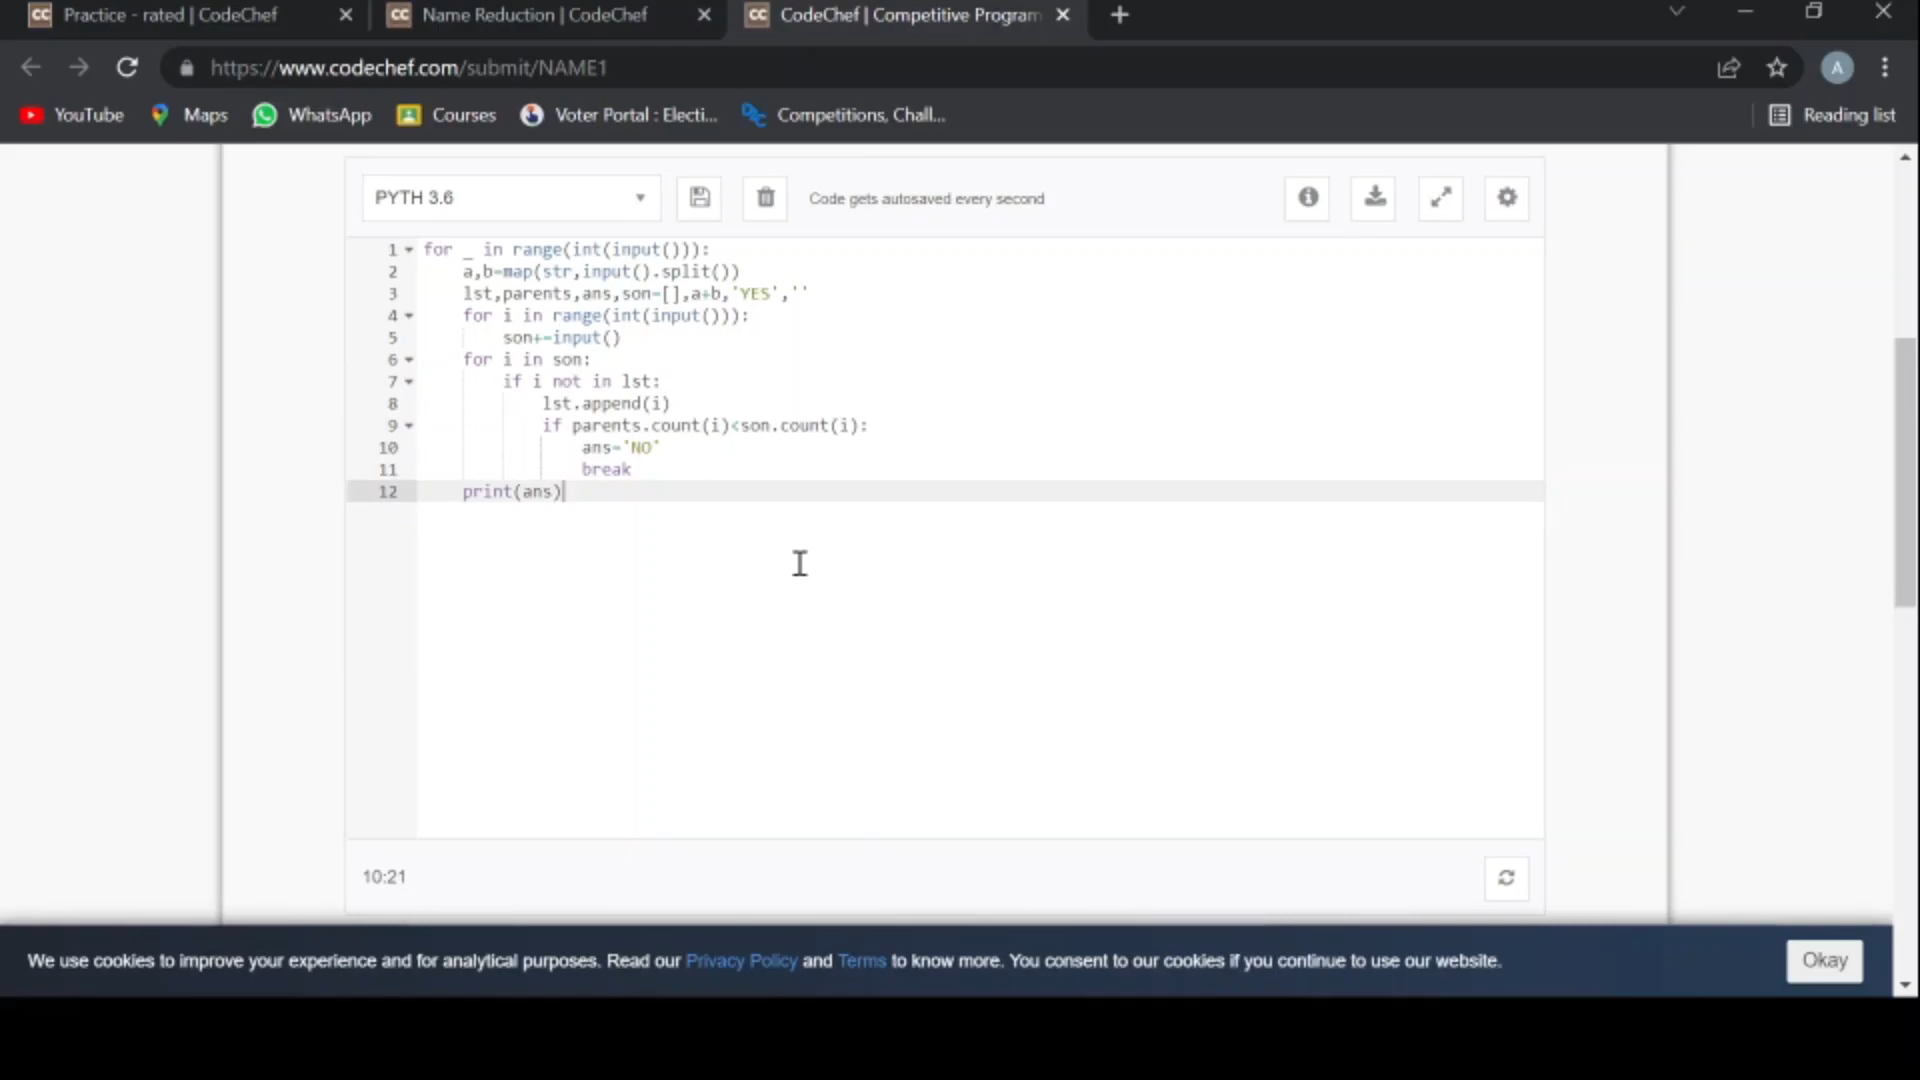 CC Practice - rated | CodeChef
CC Name Reduction | CodeChef
CC CodeChef | Competitive Program
https://www.codechef.com/submit/NAME1
A
YouTube
Maps
WhatsApp
Courses
Voter Portal : Electi...
Competitions, Chall...
Reading list
PYTH 3.6
Code gets autosaved every second
1 for _ in range(int(input())):
2 a,b=map(str,input().split())
3 lst,parents,ans,son=[],a+b,'YES',''
4 for i in range(int(input())):
5 son+=input()
6 for i in son:
7 if i not in lst:
8 lst.append(i)
9 if parents.count(i)<son.count(i):
10 ans='NO'
11 break
12 print(ans)
10:21
We use cookies to improve your experience and for analytical purposes. Read our Privacy Policy and Terms to know more. You consent to our cookies if you continue to use our website.
Okay